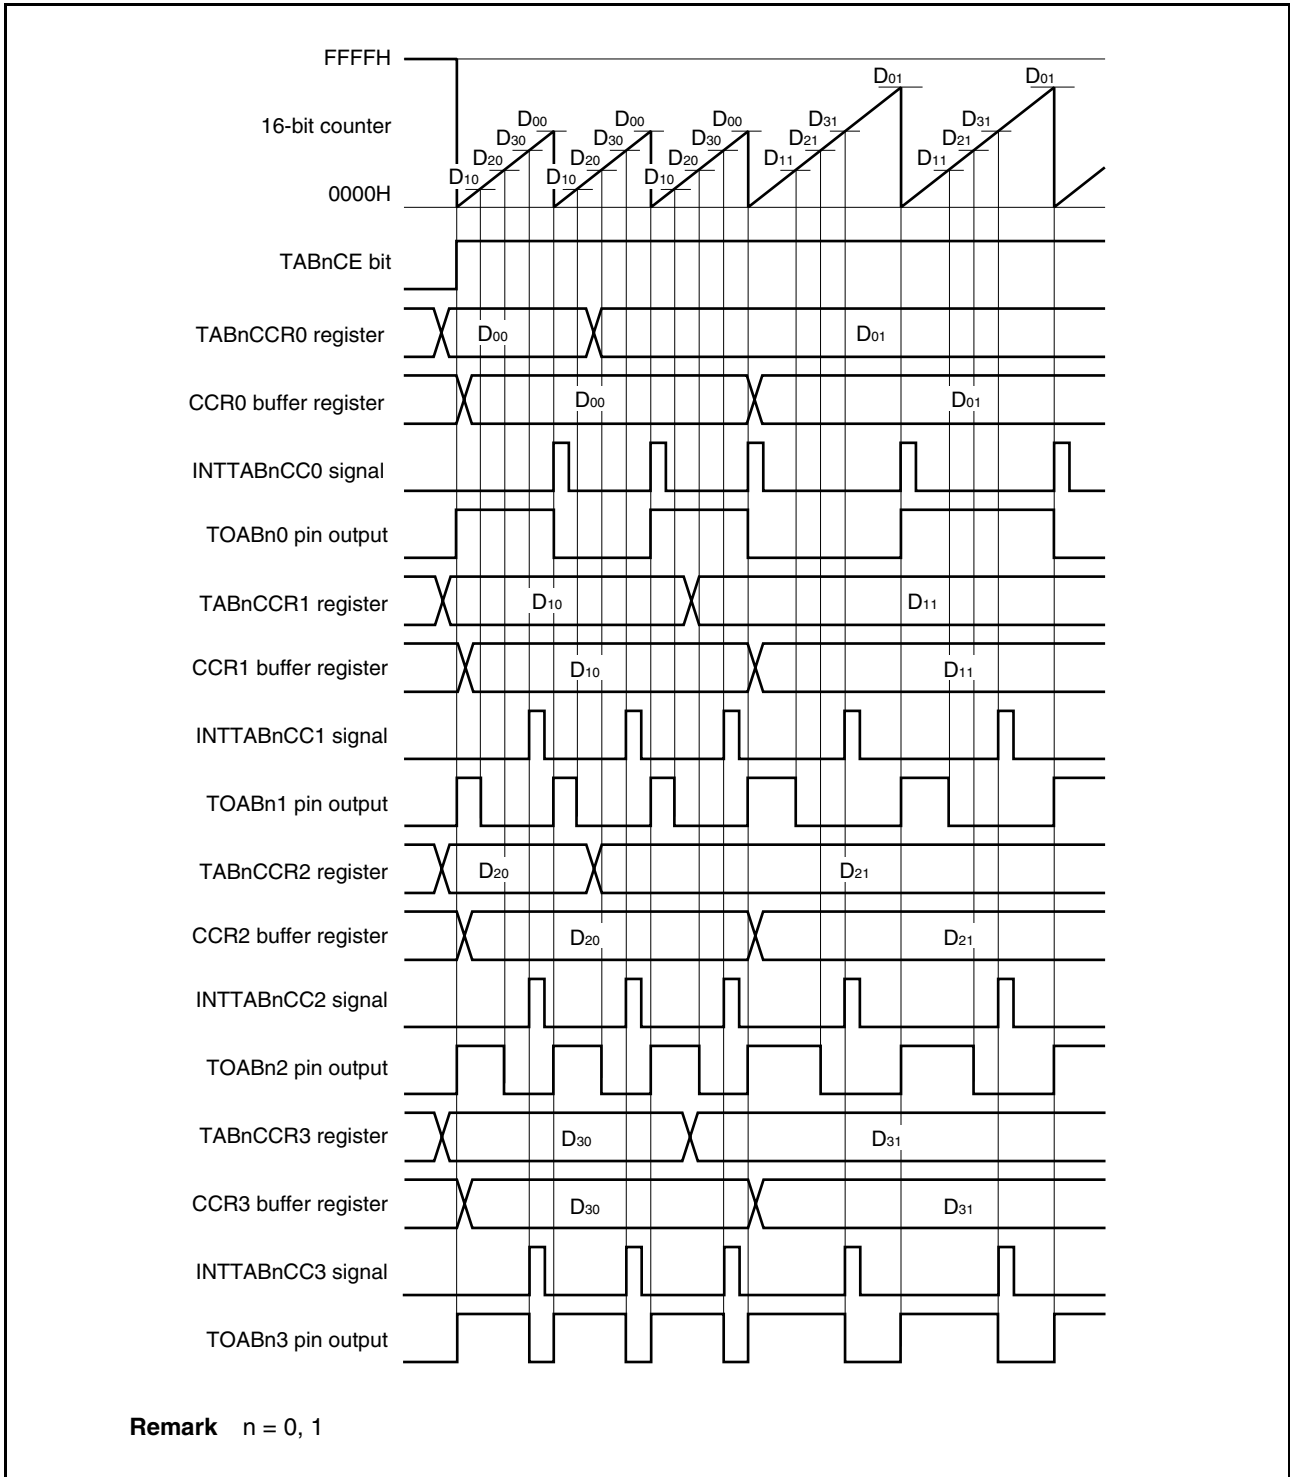 FFFFH
D01 D01
16-bit counter
D00 D00 D00 D31 D31
D30 D30 D30 D21 D21
D20 D20 D20 D11 D11
D10 D10 D10
0000H
TABnCE bit
TABnCCR0 register D00 D01
CCR0 buffer register D00 D01
INTTABnCC0 signal
TOABn0 pin output
TABnCCR1 register D10 D11
CCR1 buffer register D10 D11
INTTABnCC1 signal
TOABn1 pin output
TABnCCR2 register D20 D21
CCR2 buffer register D20 D21
INTTABnCC2 signal
TOABn2 pin output
TABnCCR3 register D30 D31
CCR3 buffer register D30 D31
INTTABnCC3 signal
TOABn3 pin output
Remark n = 0, 1